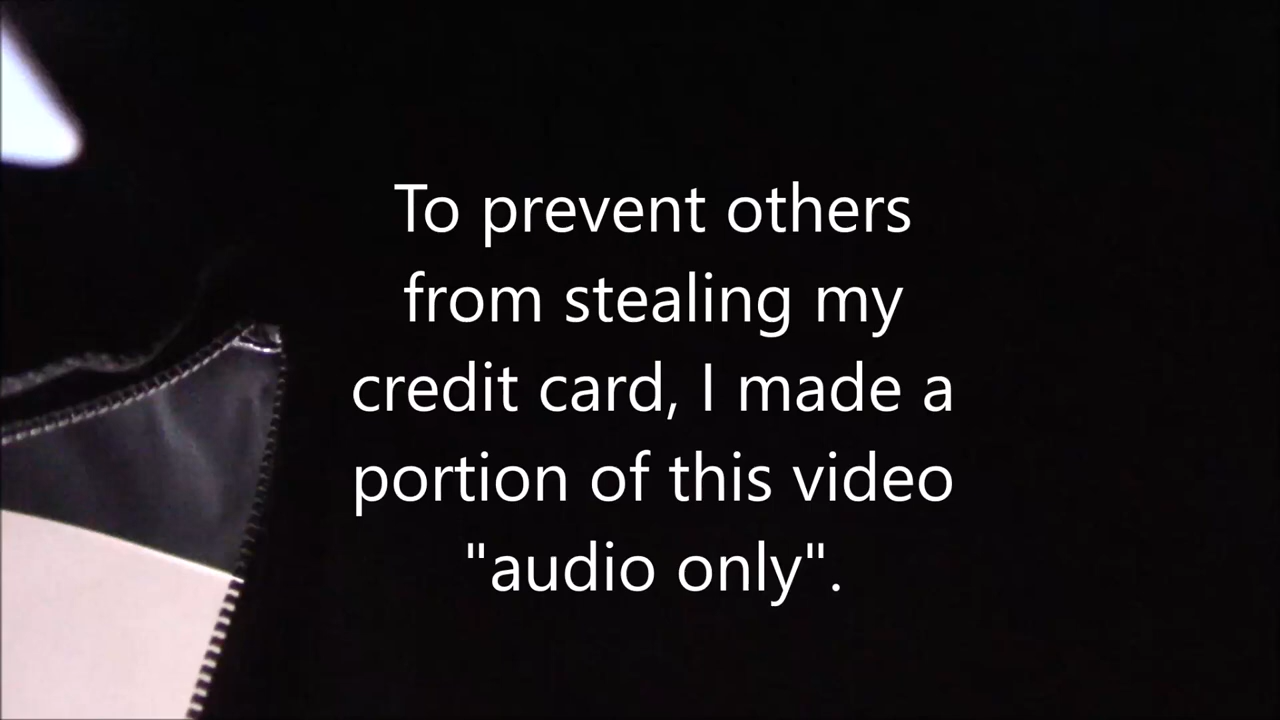 To prevent others
from stealing my
credit card, I made a
portion of this video
"audio only".